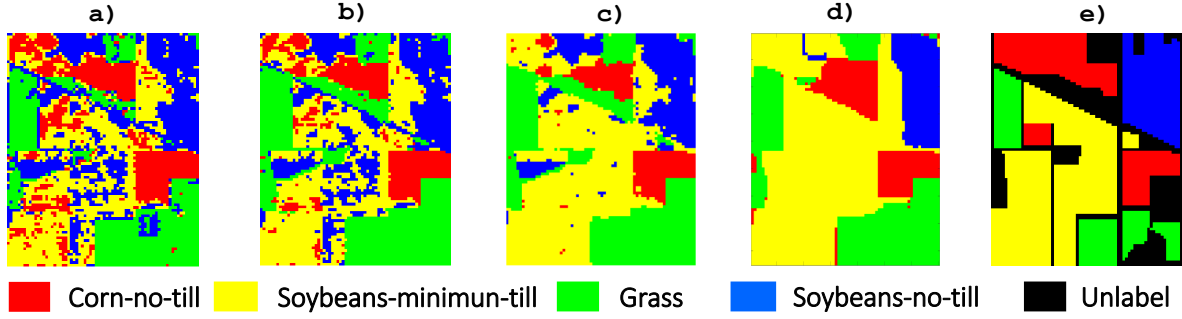 a) b) c) d) e)
Corn-no-till Soybeans-minimun-till Grass Soybeans-no-till Unlabel